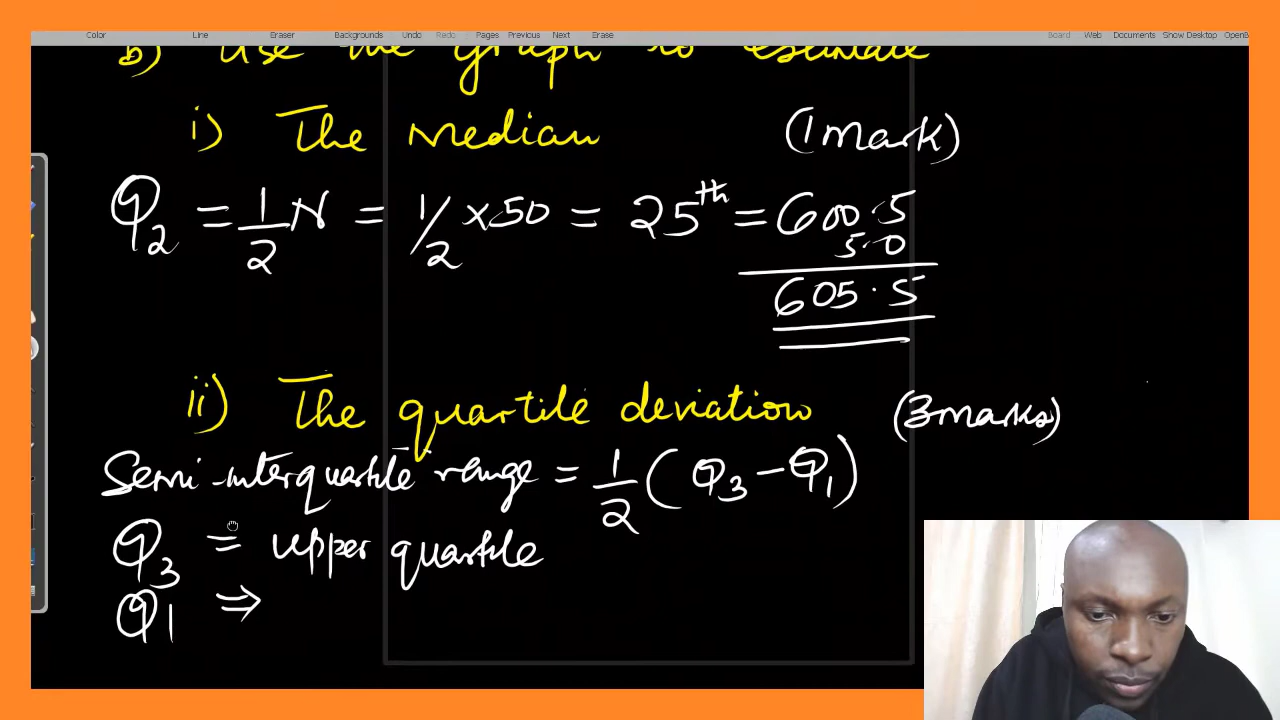 Color Line Eraser Backgrounds Undo Redo Pages Previous Next Erase Board Web Documents Show Desktop OpenB
b) Use the graph to estimate
i) The Median (1 mark)
Q2 = 1/2 N = 1/2 × 50 = 25th = 600.5
5.0
605.5
ii) The quartile deviation (3 marks)
Semi-interquartile range = 1/2 (Q3 - Q1)
Q3 = upper quartile
Q1 ⇒